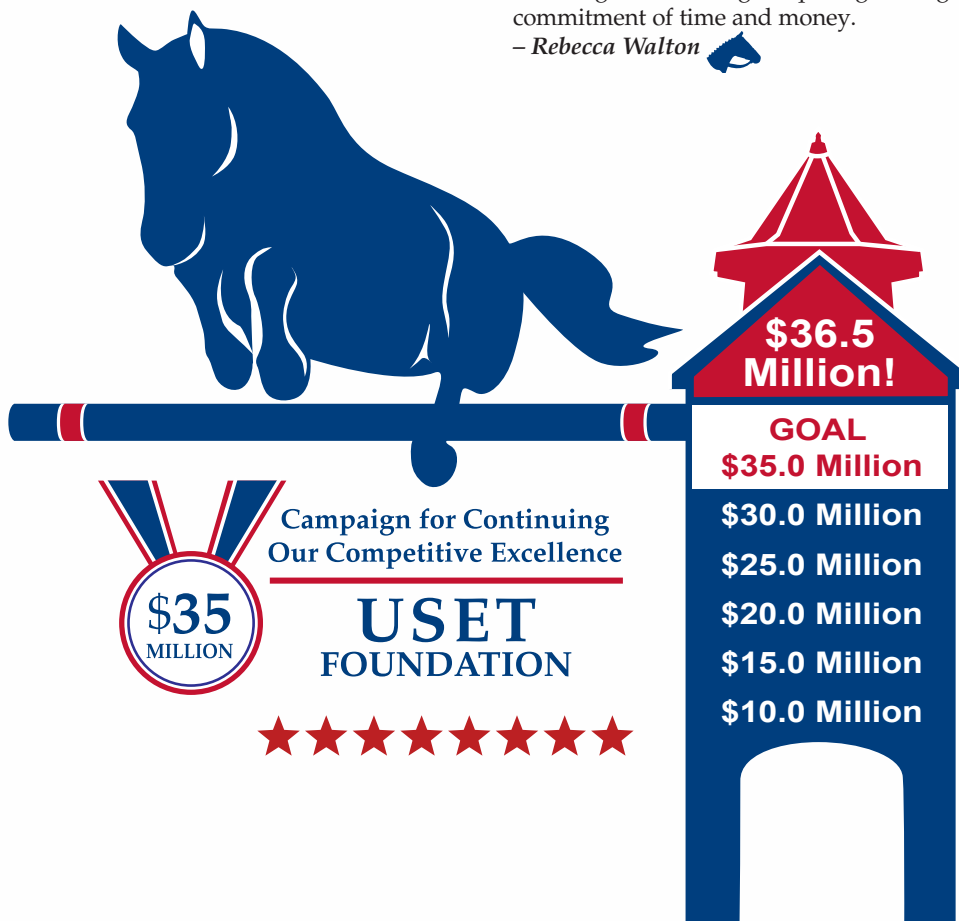 commitment of time and money.
– Rebecca Walton
$36.5
Million!
GOAL
$35.0 Million
$30.0 Million
$25.0 Million
$20.0 Million
$15.0 Million
$10.0 Million
Campaign for Continuing
Our Competitive Excellence
USET
FOUNDATION
$35
MILLION